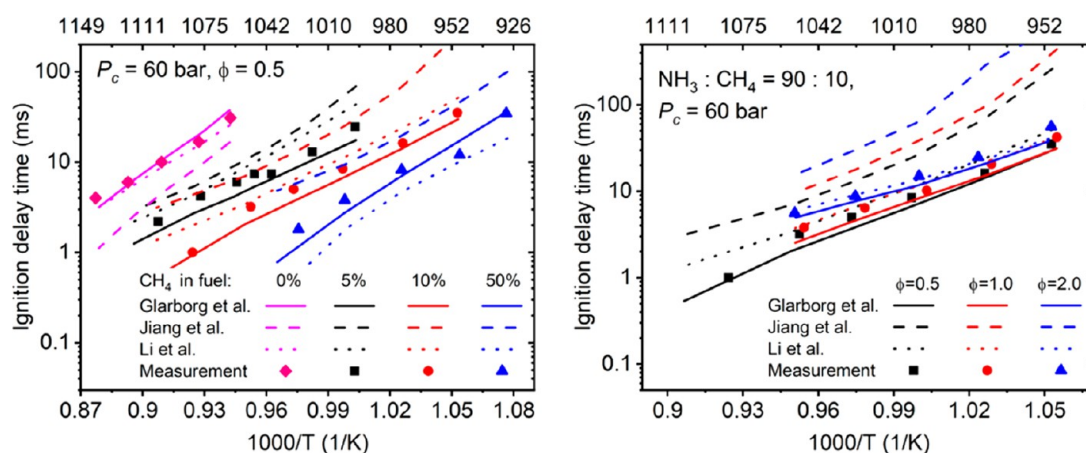 1149 1111 1075 1042 1010 980 952 926
P_c = 60 bar, ϕ = 0.5
Ignition delay time (ms)
100
10
1
0.1
CH₄ in fuel: 0% 5% 10% 50%
Glarborg et al.
Jiang et al.
Li et al.
Measurement
0.87 0.9 0.93 0.96 0.99 1.02 1.05 1.08
1000/T (1/K)
1111 1075 1042 1010 980 952
NH₃ : CH₄ = 90 : 10,
P_c = 60 bar
Ignition delay time (ms)
100
10
1
0.1
ϕ=0.5 ϕ=1.0 ϕ=2.0
Glarborg et al.
Jiang et al.
Li et al.
Measurement
0.9 0.93 0.96 0.99 1.02 1.05
1000/T (1/K)